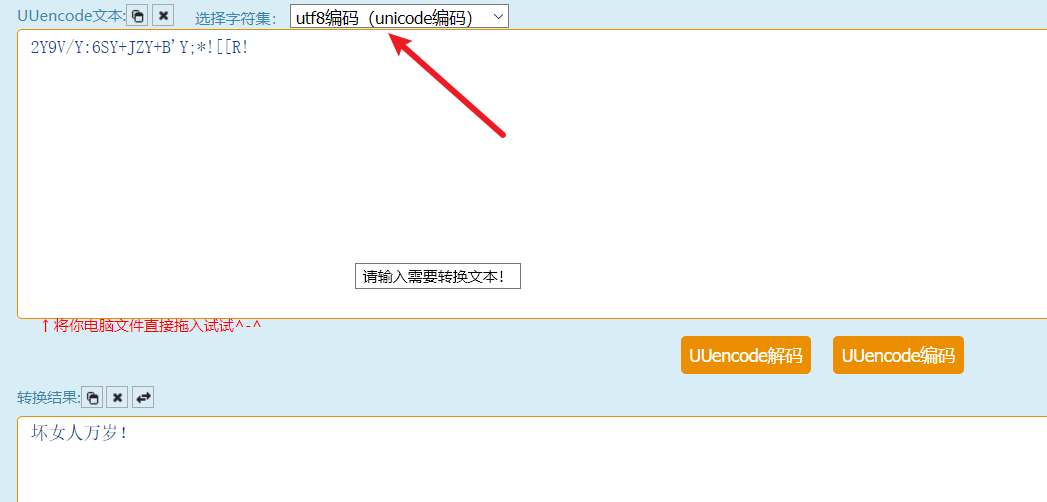 UUencode文本: 选择字符集: utf8编码（unicode编码）
2Y9V/Y:6SY+JZY+B'Y;*![[R!
请输入需要转换文本！
↑将你电脑文件直接拖入试试^-^
UUencode解码 UUencode编码
转换结果:
坏女人万岁！